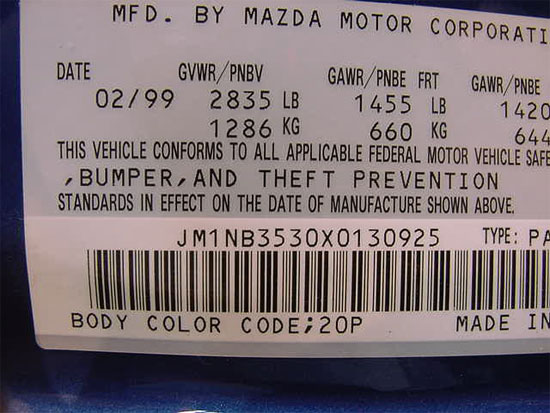 MFD. BY MAZDA MOTOR CORPORATI
DATE GVWR/PNBV GAWR/PNBE FRT GAWR/PNBE
02/99 2835 LB 1455 LB 1420
1286 KG 660 KG 644
THIS VEHICLE CONFORMS TO ALL APPLICABLE FEDERAL MOTOR VEHICLE SAFE
,BUMPER,AND THEFT PREVENTION
STANDARDS IN EFFECT ON THE DATE OF MANUFACTURE SHOWN ABOVE.
JM1NB3530X0130925 TYPE: PA
BODY COLOR CODE;20P MADE IN